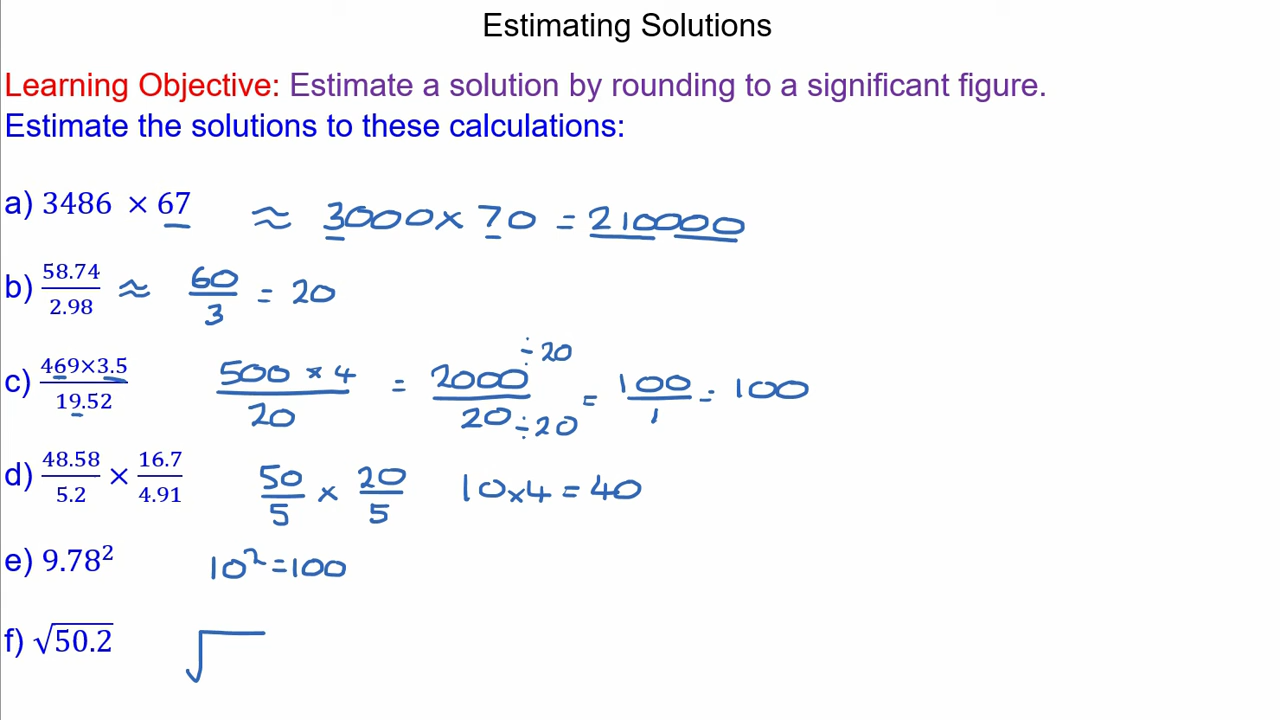 Estimating Solutions
Learning Objective: Estimate a solution by rounding to a significant figure.
Estimate the solutions to these calculations:
a) 3486 × 67 ≈ 3000 × 70 = 210000
b) 58.74/2.98 ≈ 60/3 = 20
c) 469×3.5/19.52 500 × 4/20 = 2000 ÷20/20 ÷20 = 100/1 = 100
d) 48.58/5.2 × 16.7/4.91 50/5 × 20/5 10 × 4 = 40
e) 9.78² 10² = 100
f) √50.2 √